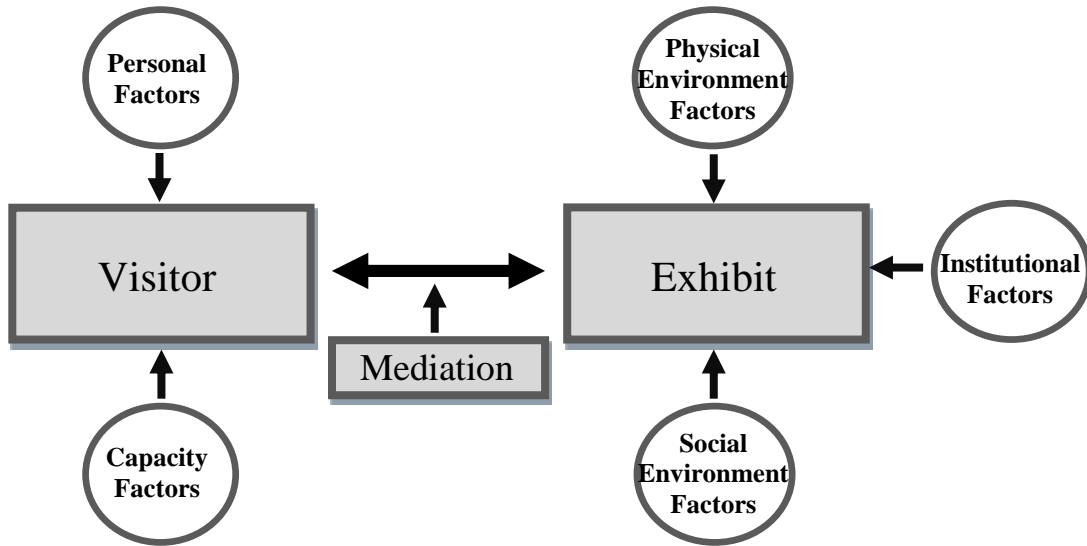 Personal
Factors
Physical
Environment
Factors
Visitor
Exhibit
Institutional
Factors
Mediation
Capacity
Factors
Social
Environment
Factors